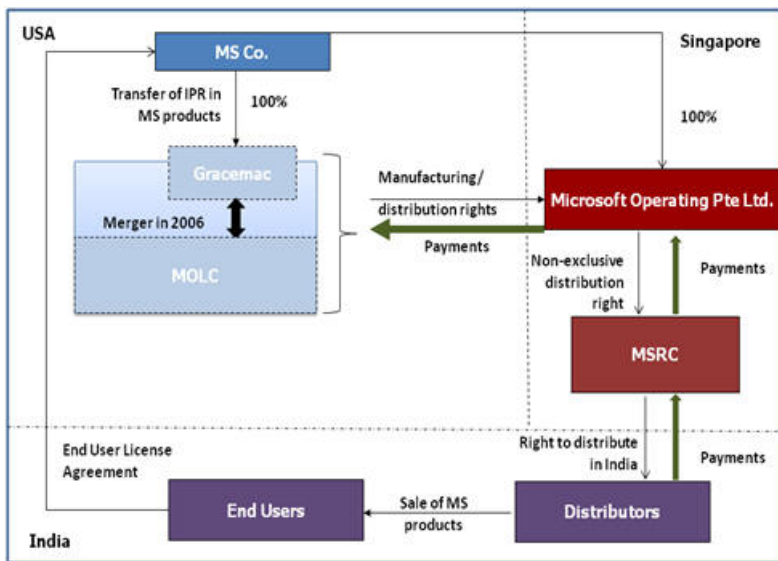 USA
MS Co.
Singapore
Transfer of IPR in
MS products
100%
100%
Gracemac
Manufacturing/
distribution rights
Microsoft Operating Pte Ltd.
Merger in 2006
Payments
MOLC
Non-exclusive
distribution
right
Payments
MSRC
End User License
Agreement
Right to distribute
in India
Payments
End Users
Sale of MS
products
Distributors
India